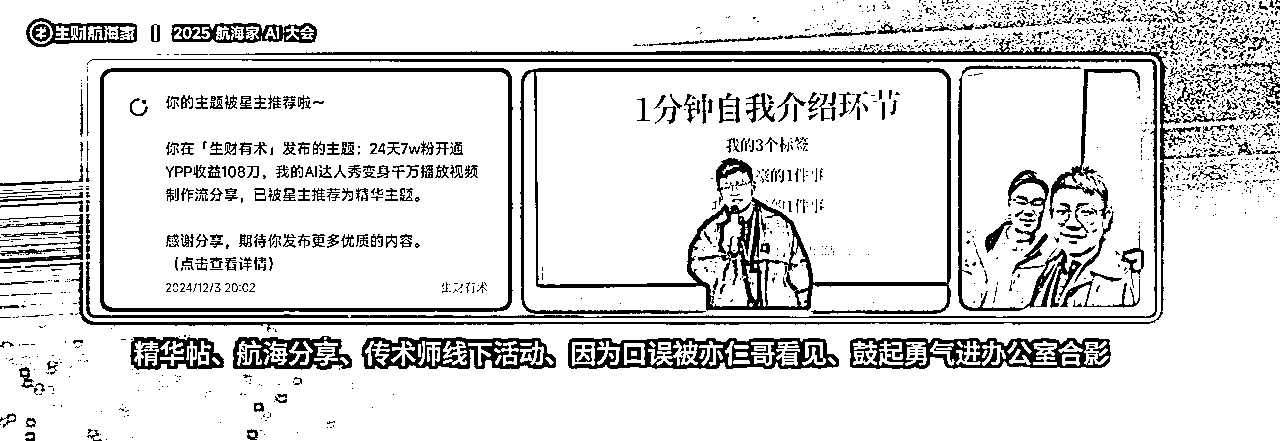 生财航海家 || 2025 航海家 AI 大会
你的主题被星主推荐啦~
你在「生财有术」发布的主题：24天7w粉开通
YPP收益108刀，我的AI达人秀变身千万播放视频
制作流分享，已被星主推荐为精华主题。
感谢分享，期待你发布更多优质的内容。
（点击查看详情）
2024/12/3 20:02
生财有术
1分钟自我介绍环节
我的3个标签
的1件事
的1件事
精华帖、航海分享、传术师线下活动、因为口误被亦仁哥看见、鼓起勇气进办公室合影